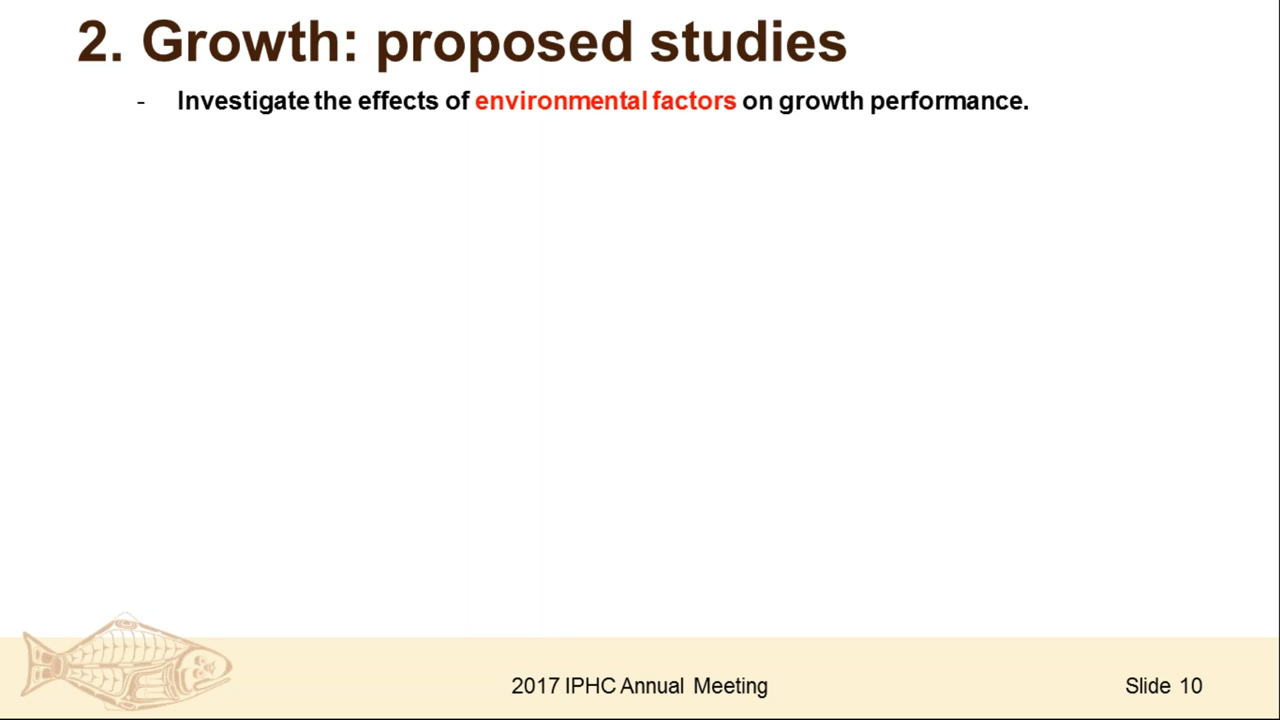 2. Growth: proposed studies
- Investigate the effects of environmental factors on growth performance.
2017 IPHC Annual Meeting
Slide 10